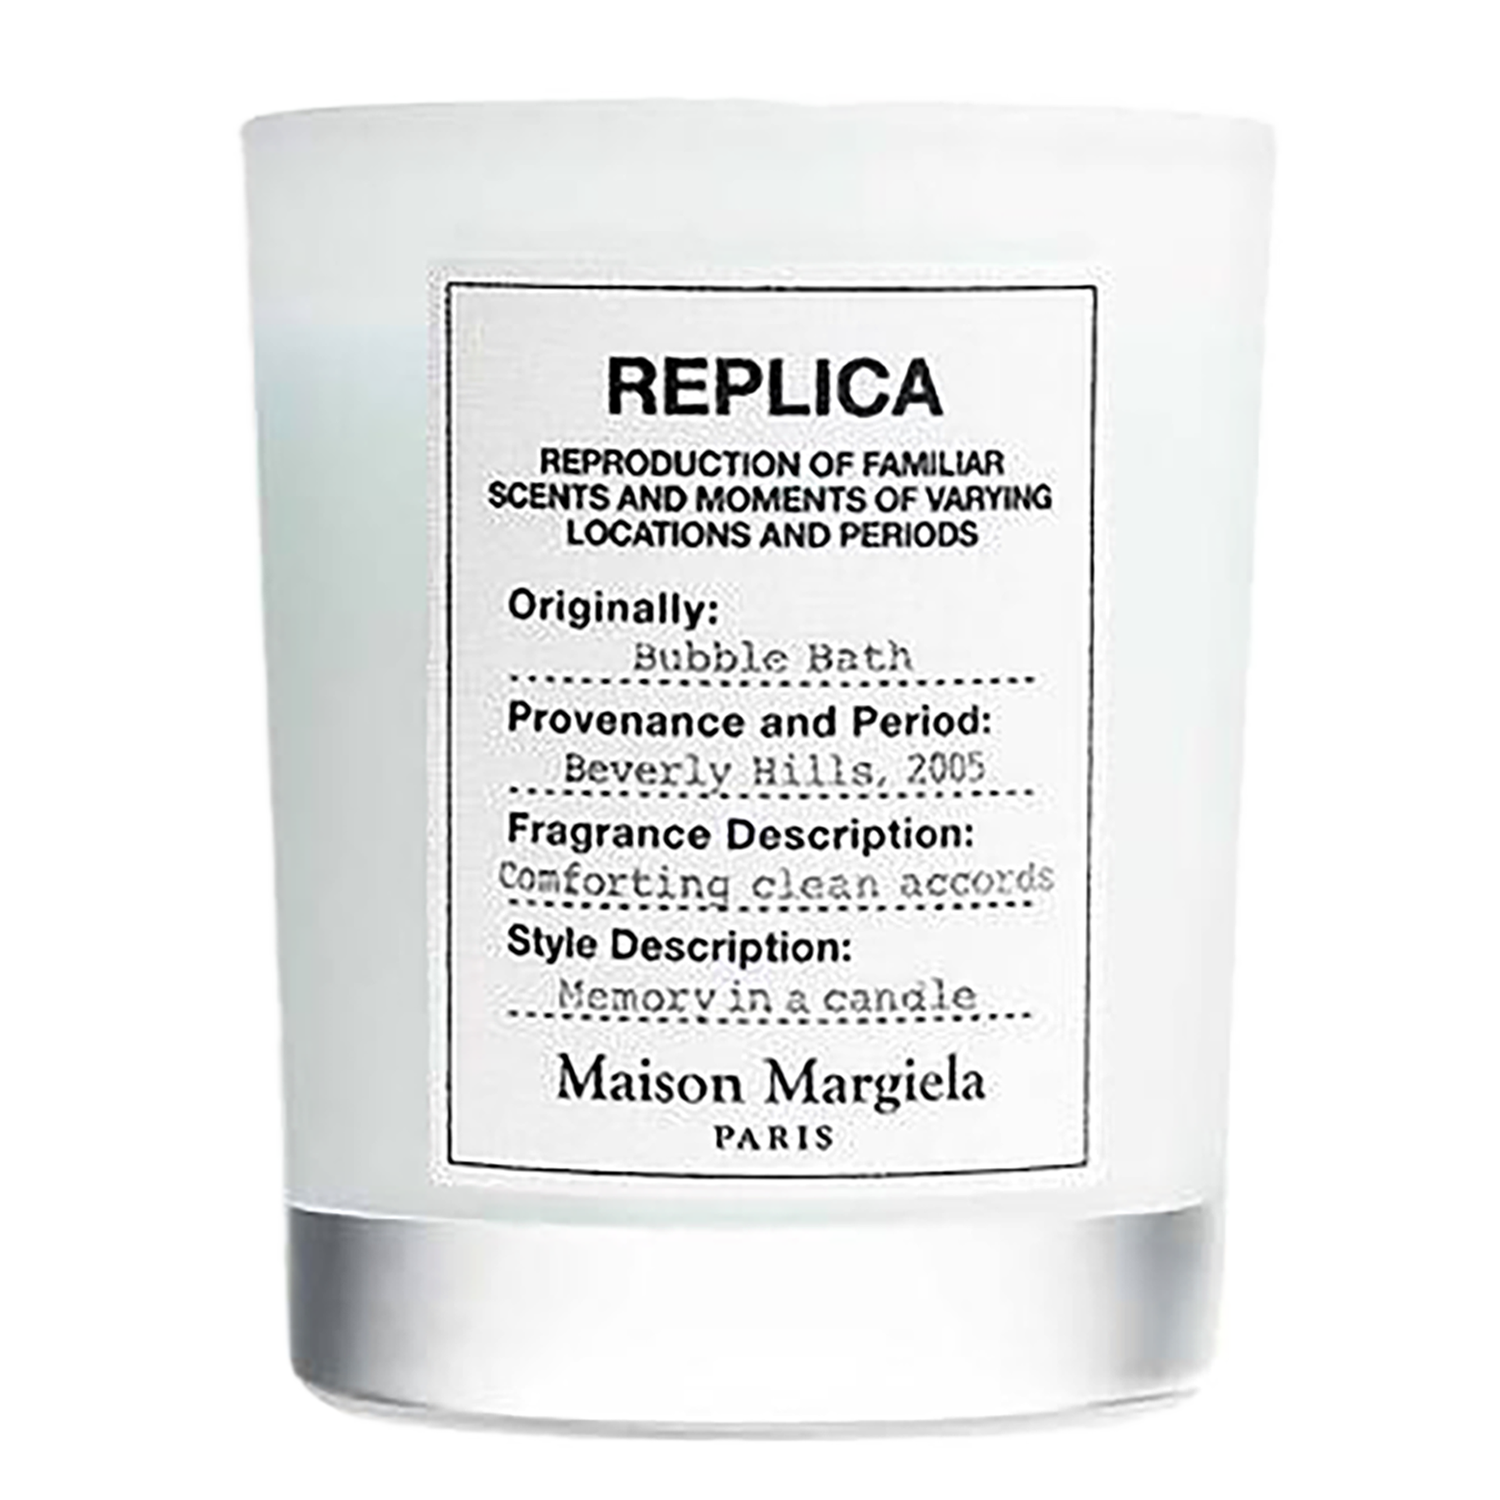 REPLICA
REPRODUCTION OF FAMILIAR
SCENTS AND MOMENTS OF VARYING
LOCATIONS AND PERIODS
Originally:
Bubble Bath
Provenance and Period:
Beverly Hills, 2005
Fragrance Description:
Comforting clean accords
Style Description:
Memory in a candle
Maison Margiela
PARIS